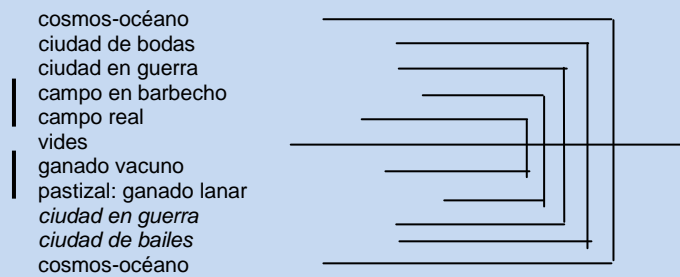 cosmos-océano
ciudad de bodas
ciudad en guerra
campo en barbecho
campo real
vides
ganado vacuno
pastizal: ganado lanar
ciudad en guerra
ciudad de bailes
cosmos-océano